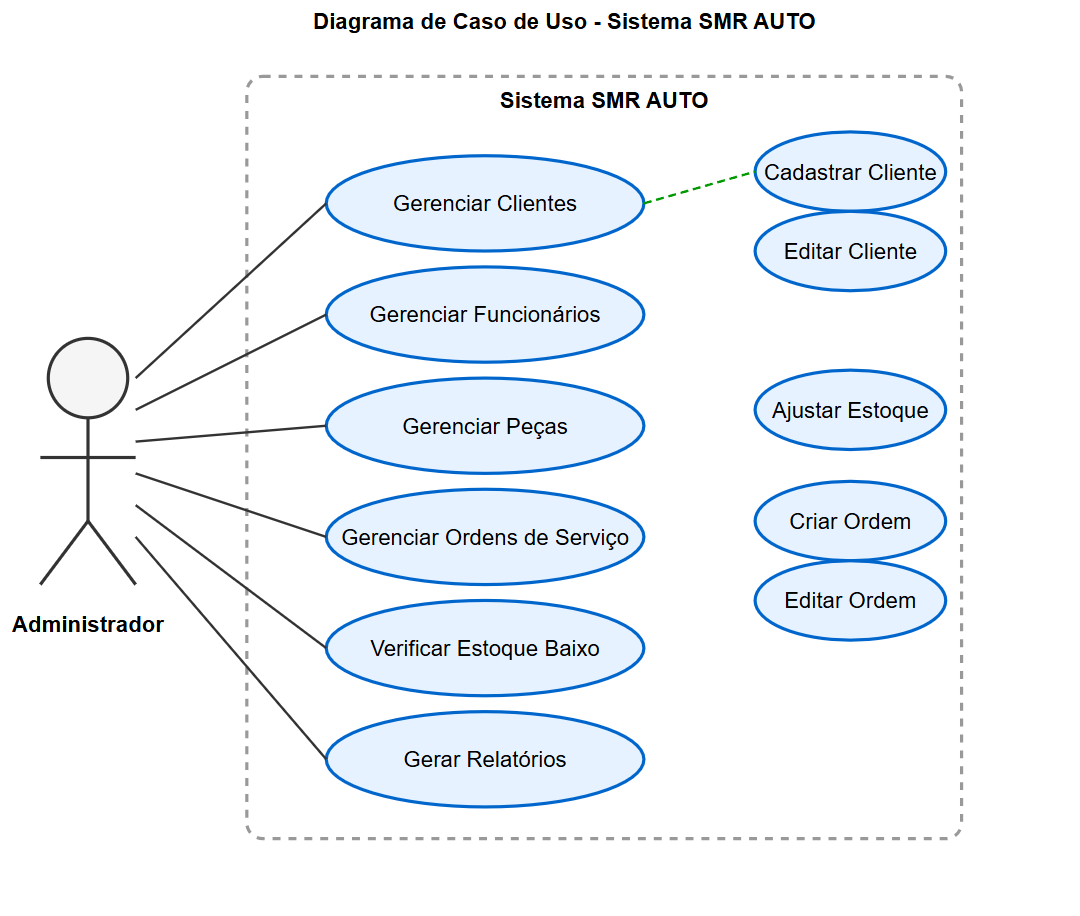 Diagrama de Caso de Uso - Sistema SMR AUTO
Sistema SMR AUTO
Gerenciar Clientes
Cadastrar Cliente
Editar Cliente
Gerenciar Funcionários
Gerenciar Peças
Ajustar Estoque
Gerenciar Ordens de Serviço
Criar Ordem
Editar Ordem
Verificar Estoque Baixo
Gerar Relatórios
Administrador